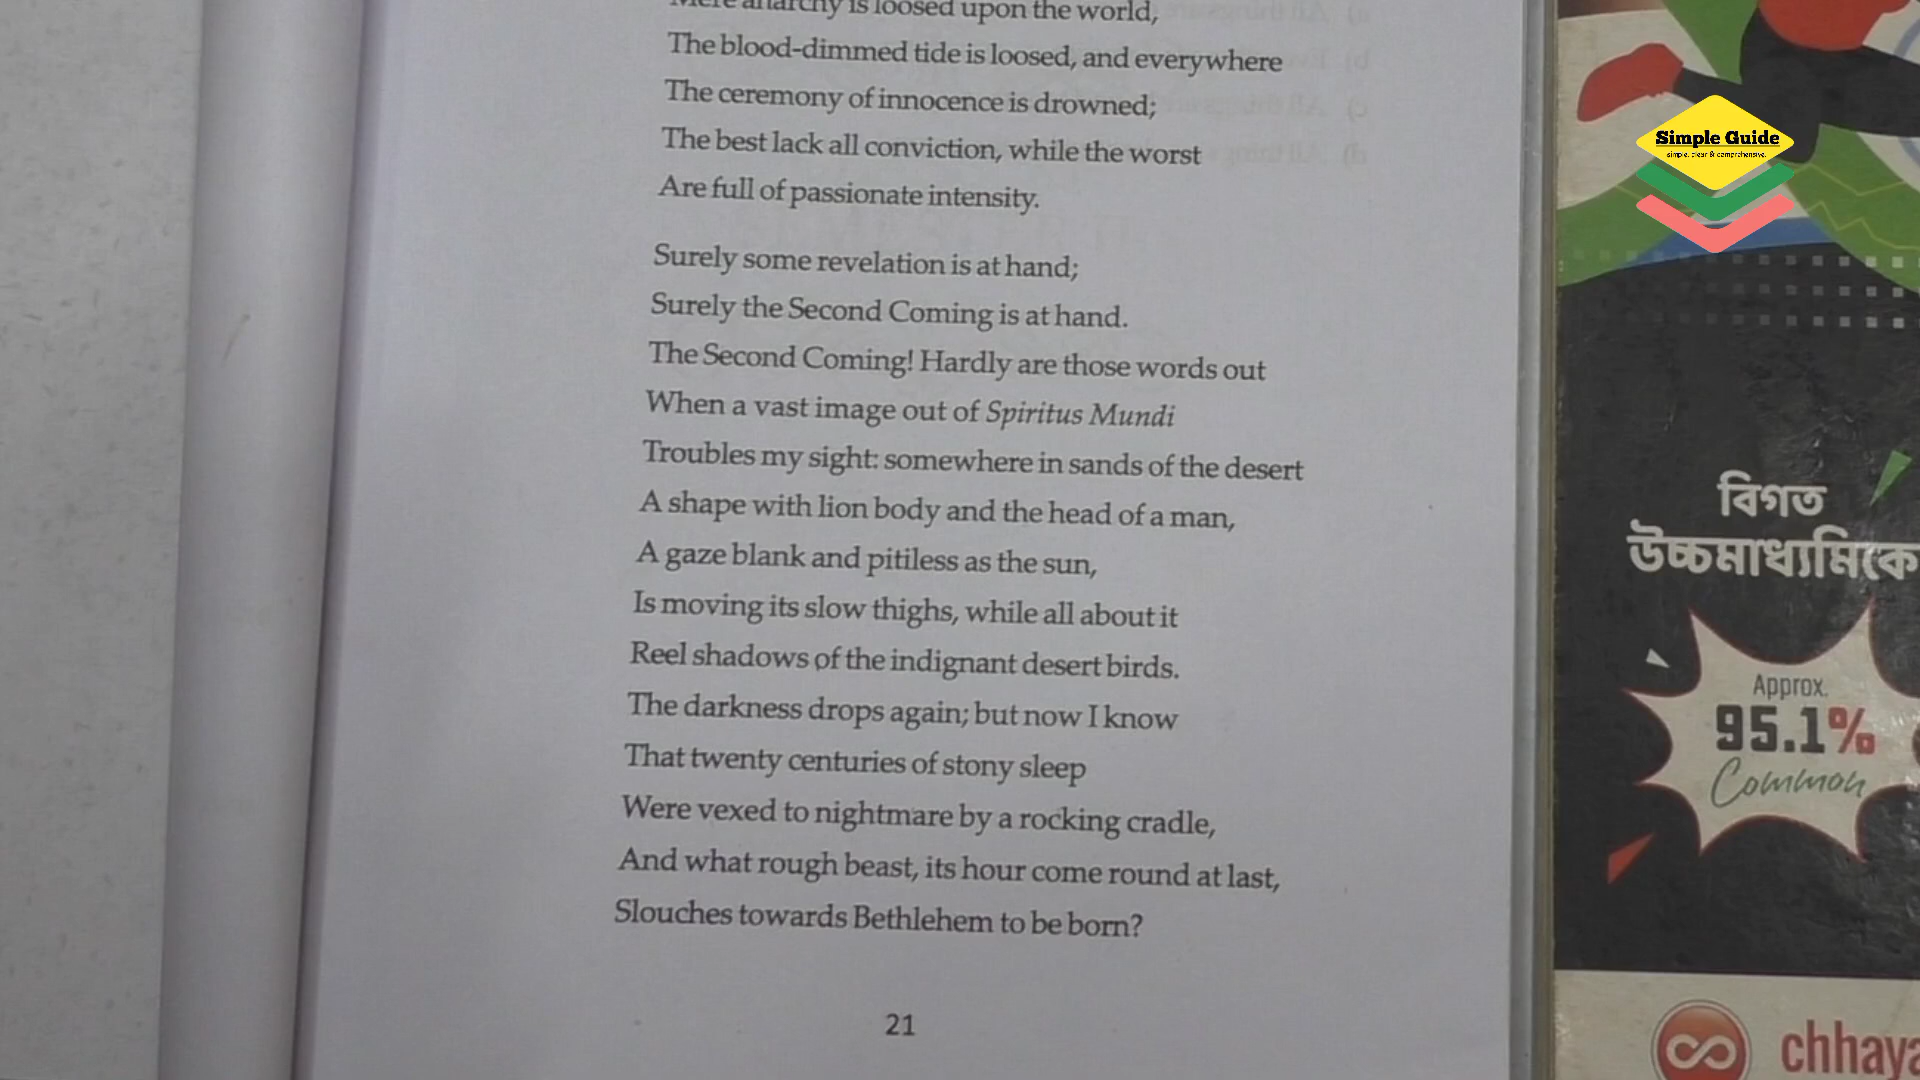 Mere anarchy is loosed upon the world,
The blood-dimmed tide is loosed, and everywhere
The ceremony of innocence is drowned;
The best lack all conviction, while the worst
Are full of passionate intensity.
Surely some revelation is at hand;
Surely the Second Coming is at hand.
The Second Coming! Hardly are those words out
When a vast image out of Spiritus Mundi
Troubles my sight: somewhere in sands of the desert
A shape with lion body and the head of a man,
A gaze blank and pitiless as the sun,
Is moving its slow thighs, while all about it
Reel shadows of the indignant desert birds.
The darkness drops again; but now I know
That twenty centuries of stony sleep
Were vexed to nightmare by a rocking cradle,
And what rough beast, its hour come round at last,
Slouches towards Bethlehem to be born?
21
Simple Guide
simple. clear & comprehensive.
বিগত
উচ্চমাধ্যমিকে
Approx.
95.1%
Common
chhaya